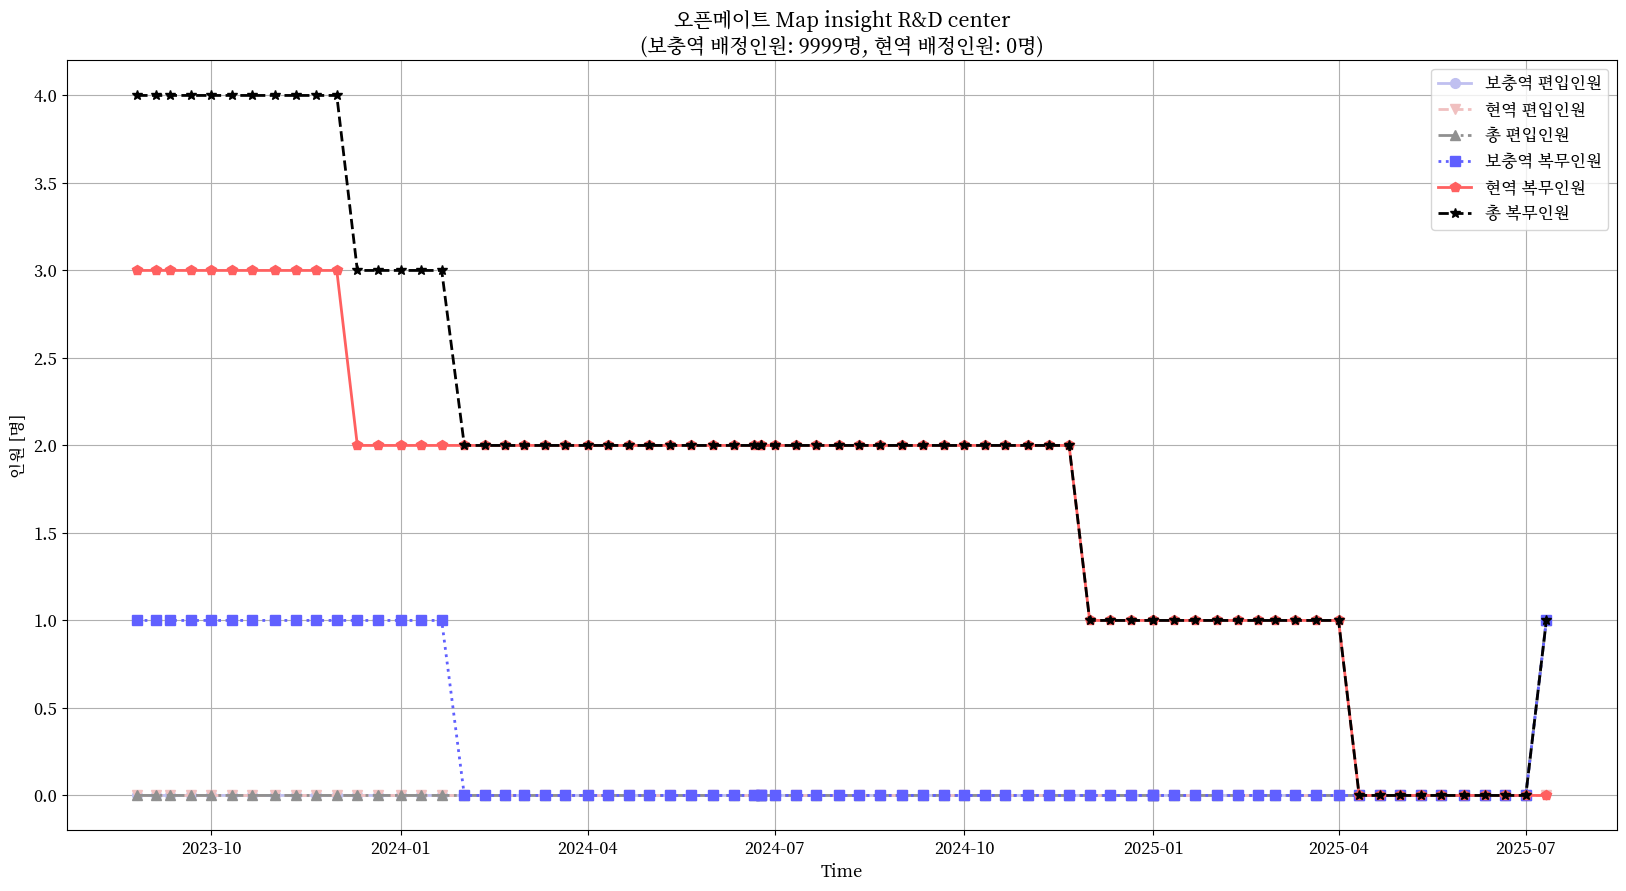 오픈메이트 Map insight R&D center
(보충역 배정인원: 9999명, 현역 배정인원: 0명)
보충역 편입인원
현역 편입인원
총 편입인원
보충역 복무인원
현역 복무인원
총 복무인원
인원 [명]
4.0
3.5
3.0
2.5
2.0
1.5
1.0
0.5
0.0
2023-10
2024-01
2024-04
2024-07
2024-10
2025-01
2025-04
2025-07
Time